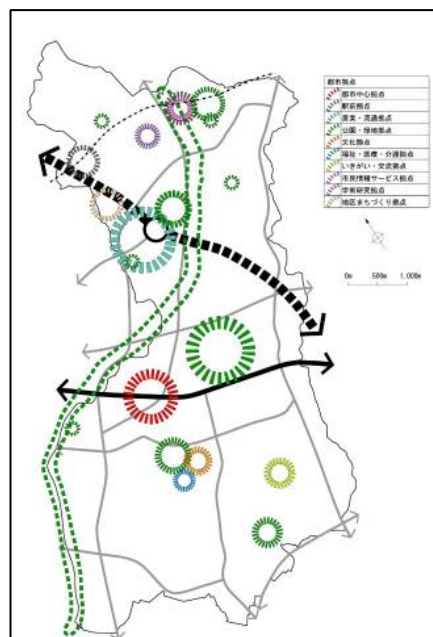 都市拠点
都市中心拠点
駅前拠点
産業・流通拠点
公園・緑地拠点
文化拠点
福祉・医療・介護拠点
いきがい・交流拠点
市民情報サービス拠点
学術研究拠点
地区まちづくり拠点
0m 500m 1,000m